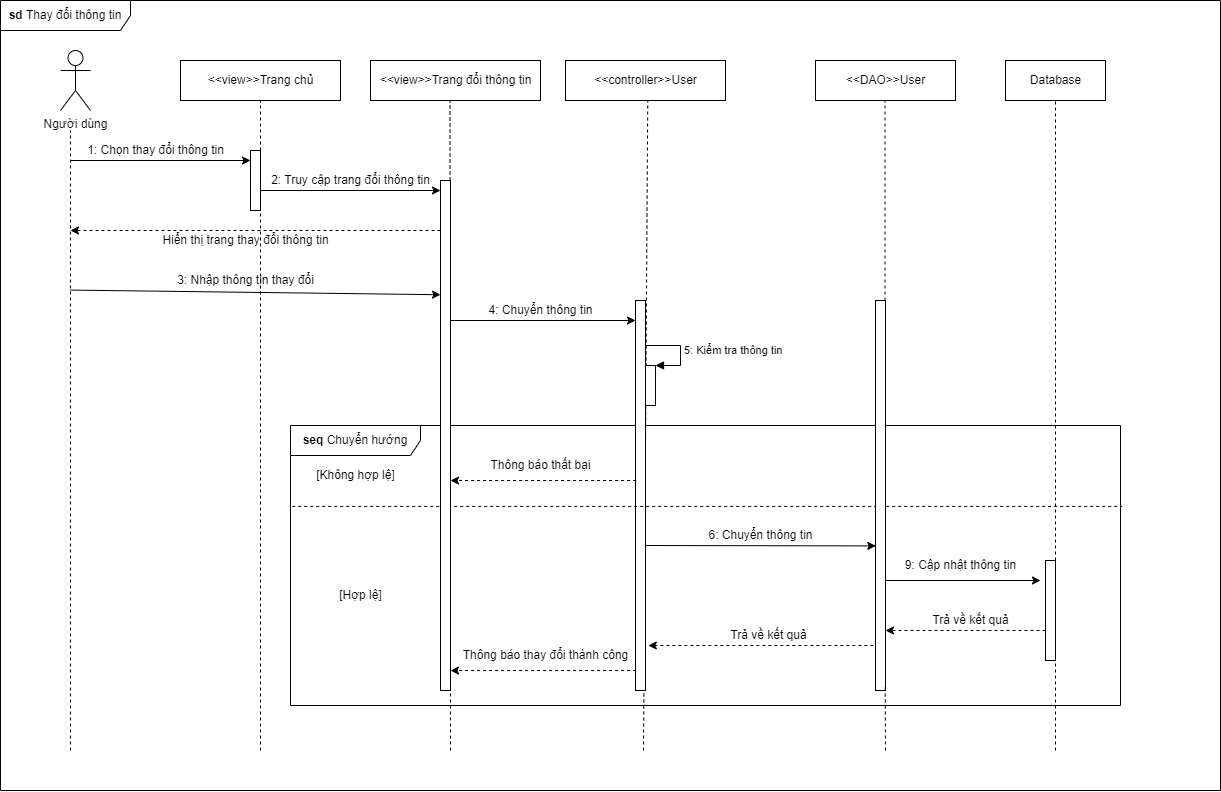 sd Thay đổi thông tin
<<view>>Trang chủ
<<view>>Trang đổi thông tin
<<controller>>User
<<DAO>>User
Database
Người dùng
1: Chọn thay đổi thông tin
2: Truy cập trang đổi thông tin
Hiển thị trang thay đổi thông tin
3: Nhập thông tin thay đổi
4: Chuyển thông tin
5: Kiểm tra thông tin
seq Chuyển hướng
Thông báo thất bại
[Không hợp lệ]
6: Chuyển thông tin
9: Cập nhật thông tin
[Hợp lệ]
Trả về kết quả
Trả về kết quả
Thông báo thay đổi thành công